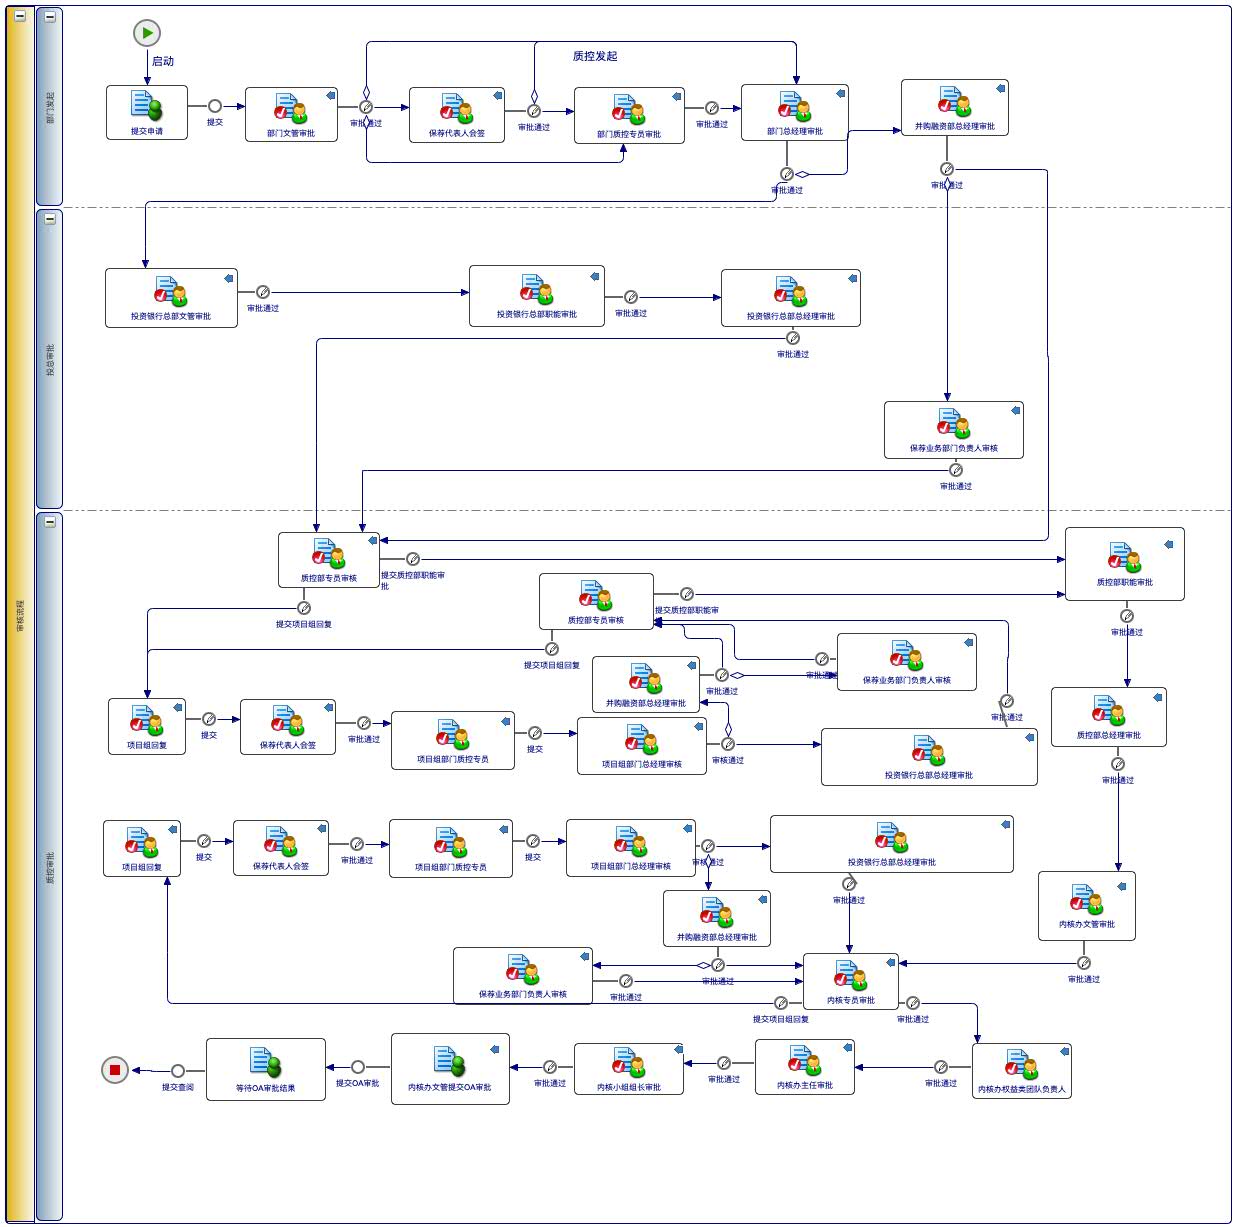 审核流程
部门发起
启动
质控发起
提交申请
提交
部门文管审批
审批通过
保荐代表人会签
审批通过
部门质控专员审批
审批通过
部门总经理审批
并购融资部总经理审批
审批通过
审批通过
投总审批
投资银行总部文管审批
审批通过
投资银行总部职能审批
审批通过
投资银行总部总经理审批
审批通过
保荐业务部门负责人审核
审批通过
质控审批
质控部专员审核
提交质控部职能审
批
质控部职能审批
提交项目组回复
质控部专员审核
提交质控部职能审
审批通过
提交项目组回复
审批通过
保荐业务部门负责人审核
并购融资部总经理审批
审批通过
审批通过
项目组回复
提交
保荐代表人会签
审批通过
项目组部门质控专员
提交
项目组部门总经理审核
审核通过
投资银行总部总经理审批
质控部总经理审批
审批通过
项目组回复
提交
保荐代表人会签
审批通过
项目组部门质控专员
提交
项目组部门总经理审核
审核通过
投资银行总部总经理审批
审批通过
内核办文管审批
并购融资部总经理审批
审批通过
审批通过
保荐业务部门负责人审核
审批通过
内核专员审批
提交项目组回复
审批通过
提交查阅
等待OA审批结果
提交OA审批
内核办文管提交OA审批
审批通过
内核小组组长审批
审批通过
内核办主任审批
审批通过
内核办权益类团队负责人